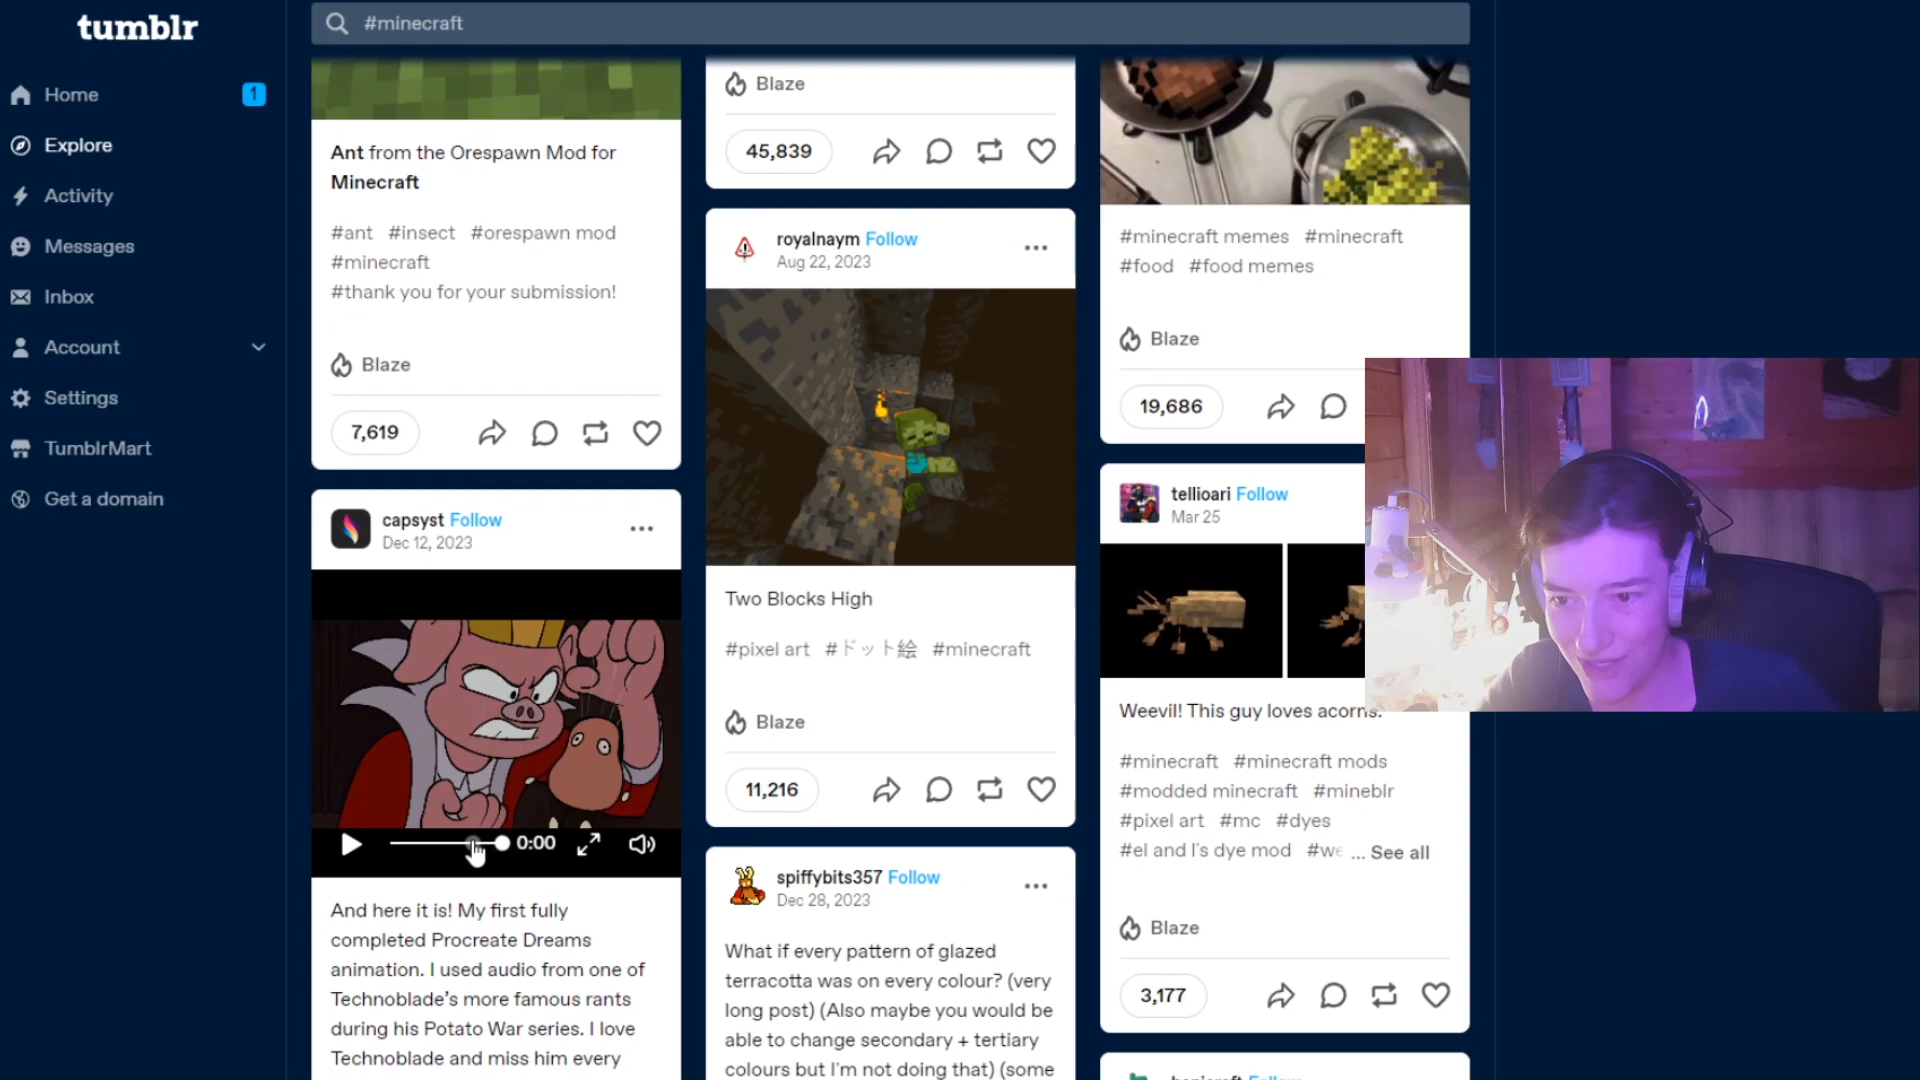 tumblr
Home
1
Explore
Activity
Messages
Inbox
Account
Settings
TumblrMart
Get a domain
#minecraft
Ant from the Orespawn Mod for
Minecraft
#ant #insect #orespawn mod
#minecraft
#thank you for your submission!
Blaze
7,619
capsyst Follow
Dec 12, 2023
0:00
And here it is! My first fully
completed Procreate Dreams
animation. I used audio from one of
Technoblade's more famous rants
during his Potato War series. I love
Technoblade and miss him every
Blaze
45,839
royalnaym Follow
Aug 22, 2023
Two Blocks High
#pixel art #ドット絵 #minecraft
Blaze
11,216
spiffybits357 Follow
Dec 28, 2023
What if every pattern of glazed
terracotta was on every colour? (very
long post) (Also maybe you would be
able to change secondary + tertiary
colours but I'm not doing that) (some
#minecraft memes #minecraft
#food #food memes
Blaze
19,686
tellioari Follow
Mar 25
Weevil! This guy loves acorns.
#minecraft #minecraft mods
#modded minecraft #mineblr
#pixel art #mc #dyes
#el and l's dye mod #we ... See all
Blaze
3,177